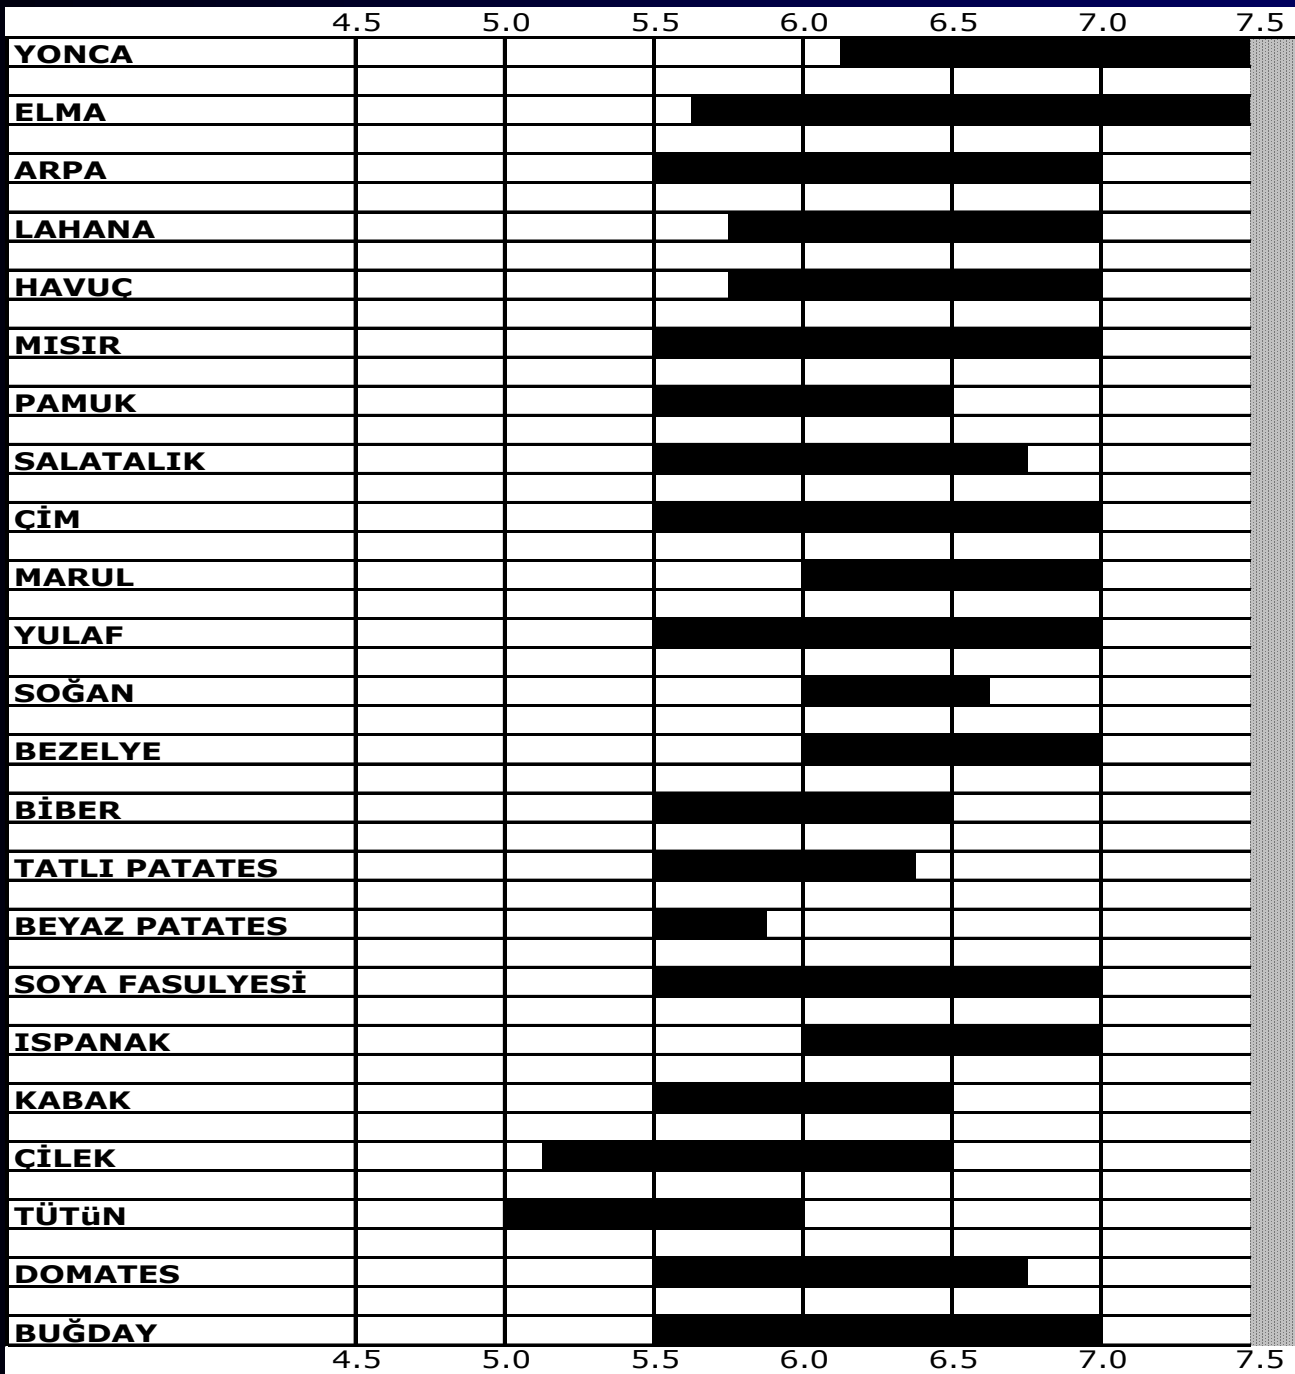 4.5 5.0 5.5 6.0 6.5 7.0 7.5
YONCA
ELMA
ARPA
LAHANA
HAVUÇ
MISIR
PAMUK
SALATALIK
ÇİM
MARUL
YULAF
SOĞAN
BEZELYE
BİBER
TATLI PATATES
BEYAZ PATATES
SOYA FASULYESİ
ISPANAK
KABAK
ÇİLEK
TÜTüN
DOMATES
BUĞDAY
4.5 5.0 5.5 6.0 6.5 7.0 7.5